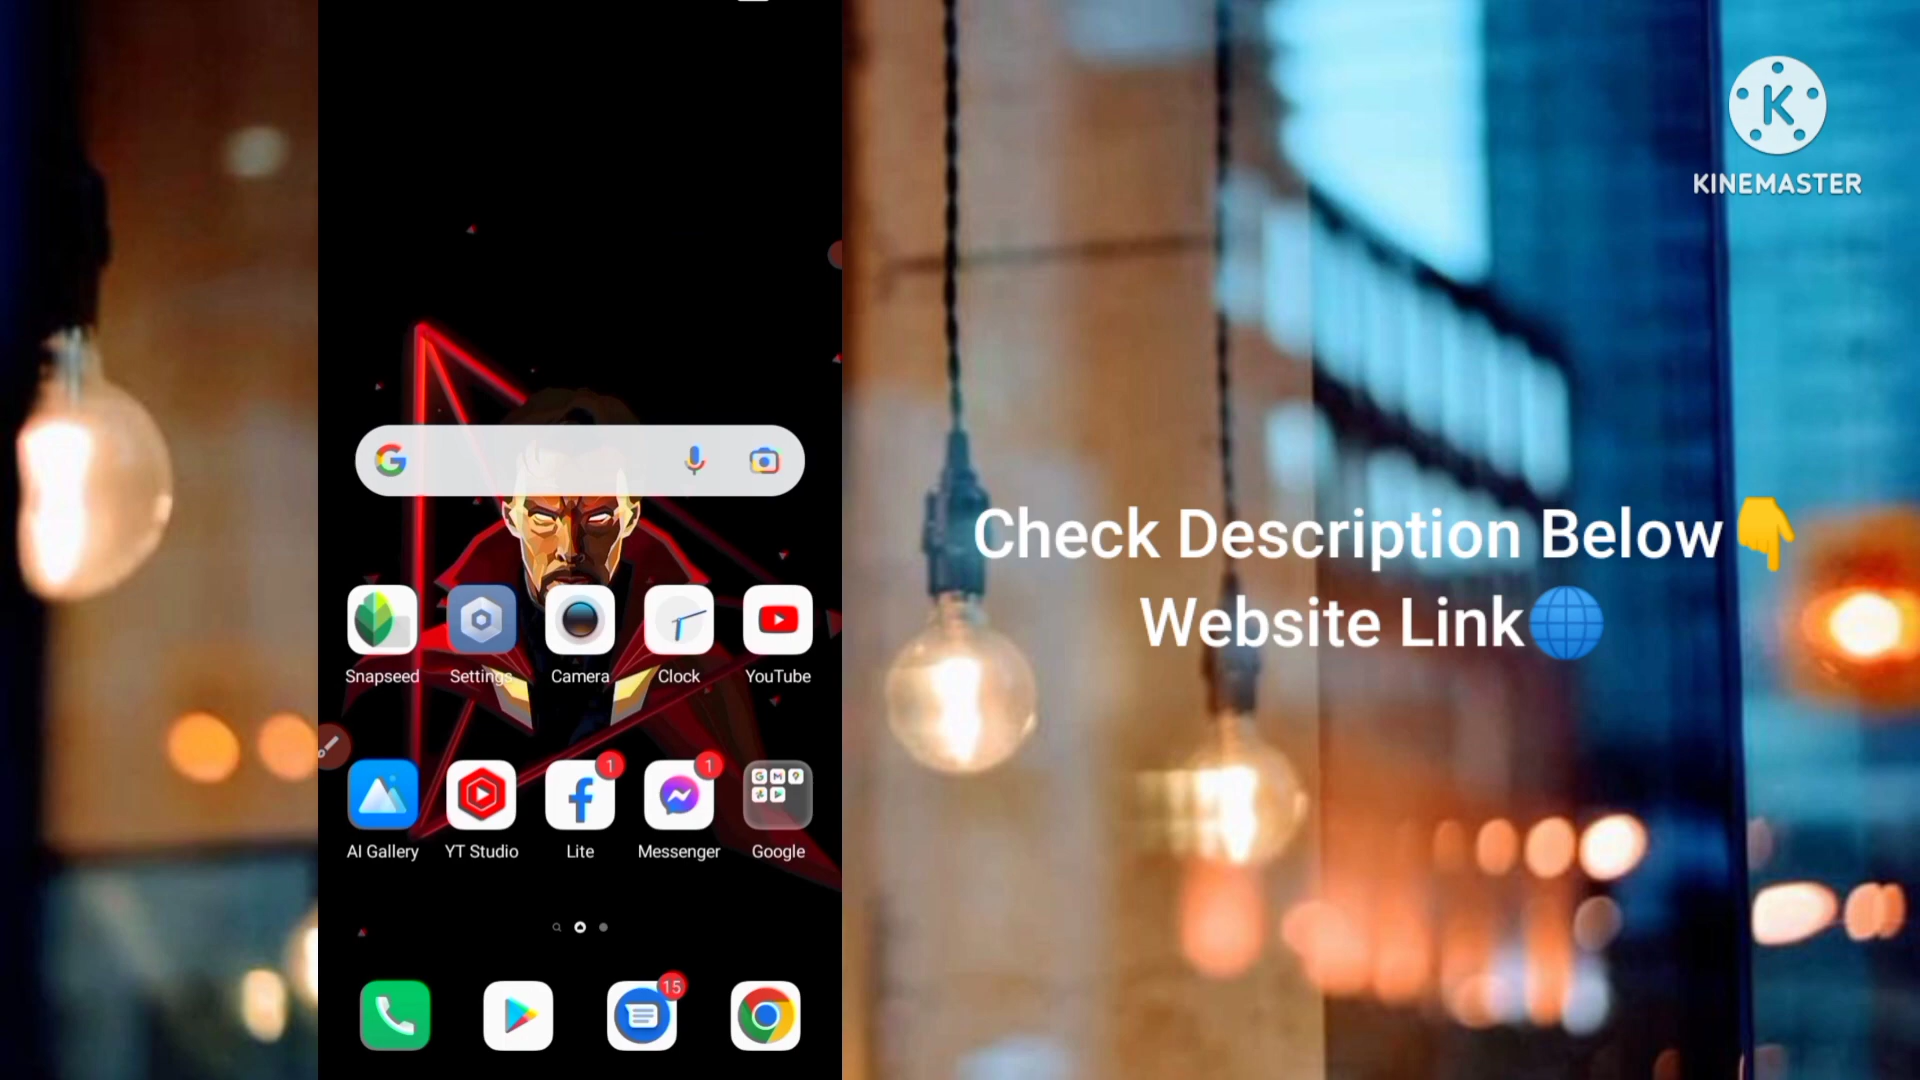 KINEMASTER
Check Description Below👇
Website Link🌐
Snapseed
Settings
Camera
Clock
YouTube
1
1
AI Gallery
YT Studio
Lite
Messenger
Google
15